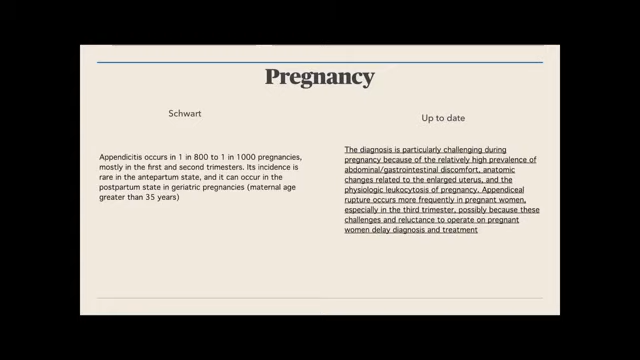 Pregnancy
Schwart
Appendicitis occurs in 1 in 800 to 1 in 1000 pregnancies,
mostly in the first and second trimesters. Its incidence is
rare in the antepartum state, and it can occur in the
postpartum state in geriatric pregnancies (maternal age
greater than 35 years)
Up to date
The diagnosis is particularly challenging during
pregnancy because of the relatively high prevalence of
abdominal/gastrointestinal discomfort, anatomic
changes related to the enlarged uterus, and the
physiologic leukocytosis of pregnancy. Appendiceal
rupture occurs more frequently in pregnant women,
especially in the third trimester, possibly because these
challenges and reluctance to operate on pregnant
women delay diagnosis and treatment